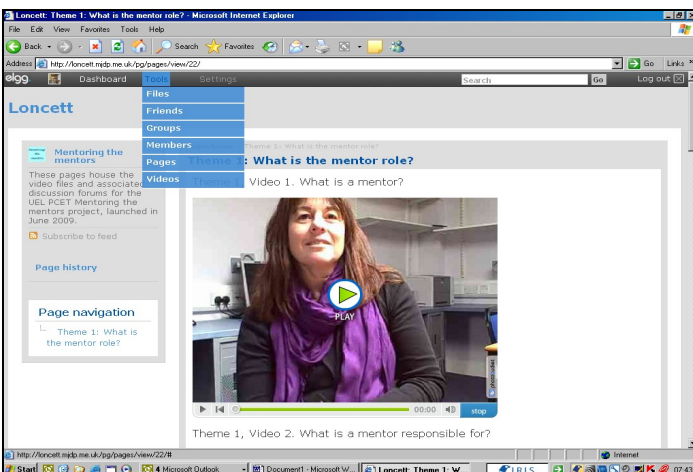 Loncett: Theme 1: What is the mentor role? - Microsoft Internet Explorer
File Edit View Favorites Tools Help
Back Search Favorites
Address http://loncett.mjdp.me.uk/pg/pages/view/22/ Go Links
elgg. Dashboard Tools Settings Search Go Log out
Files
Friends
Groups
Members
Pages
Videos
Loncett
Mentoring the mentors
These pages house the
video files and associated
discussion forums for the
UEL PCET Mentoring the
mentors project, launched in
June 2009.
Subscribe to feed
Page history
Page navigation
Theme 1: What is
the mentor role?
Theme 1: What is the mentor role?
Theme 1: What is the mentor role?
Theme 1, Video 1. What is a mentor?
PLAY
00:00 stop
Theme 1, Video 2. What is a mentor responsible for?
http://loncett.mjdp.me.uk/pg/pages/view/22/# Internet
Start 4 Microsoft Outlook Document1 - Microsoft W... Loncett: Theme 1: W... IRIS